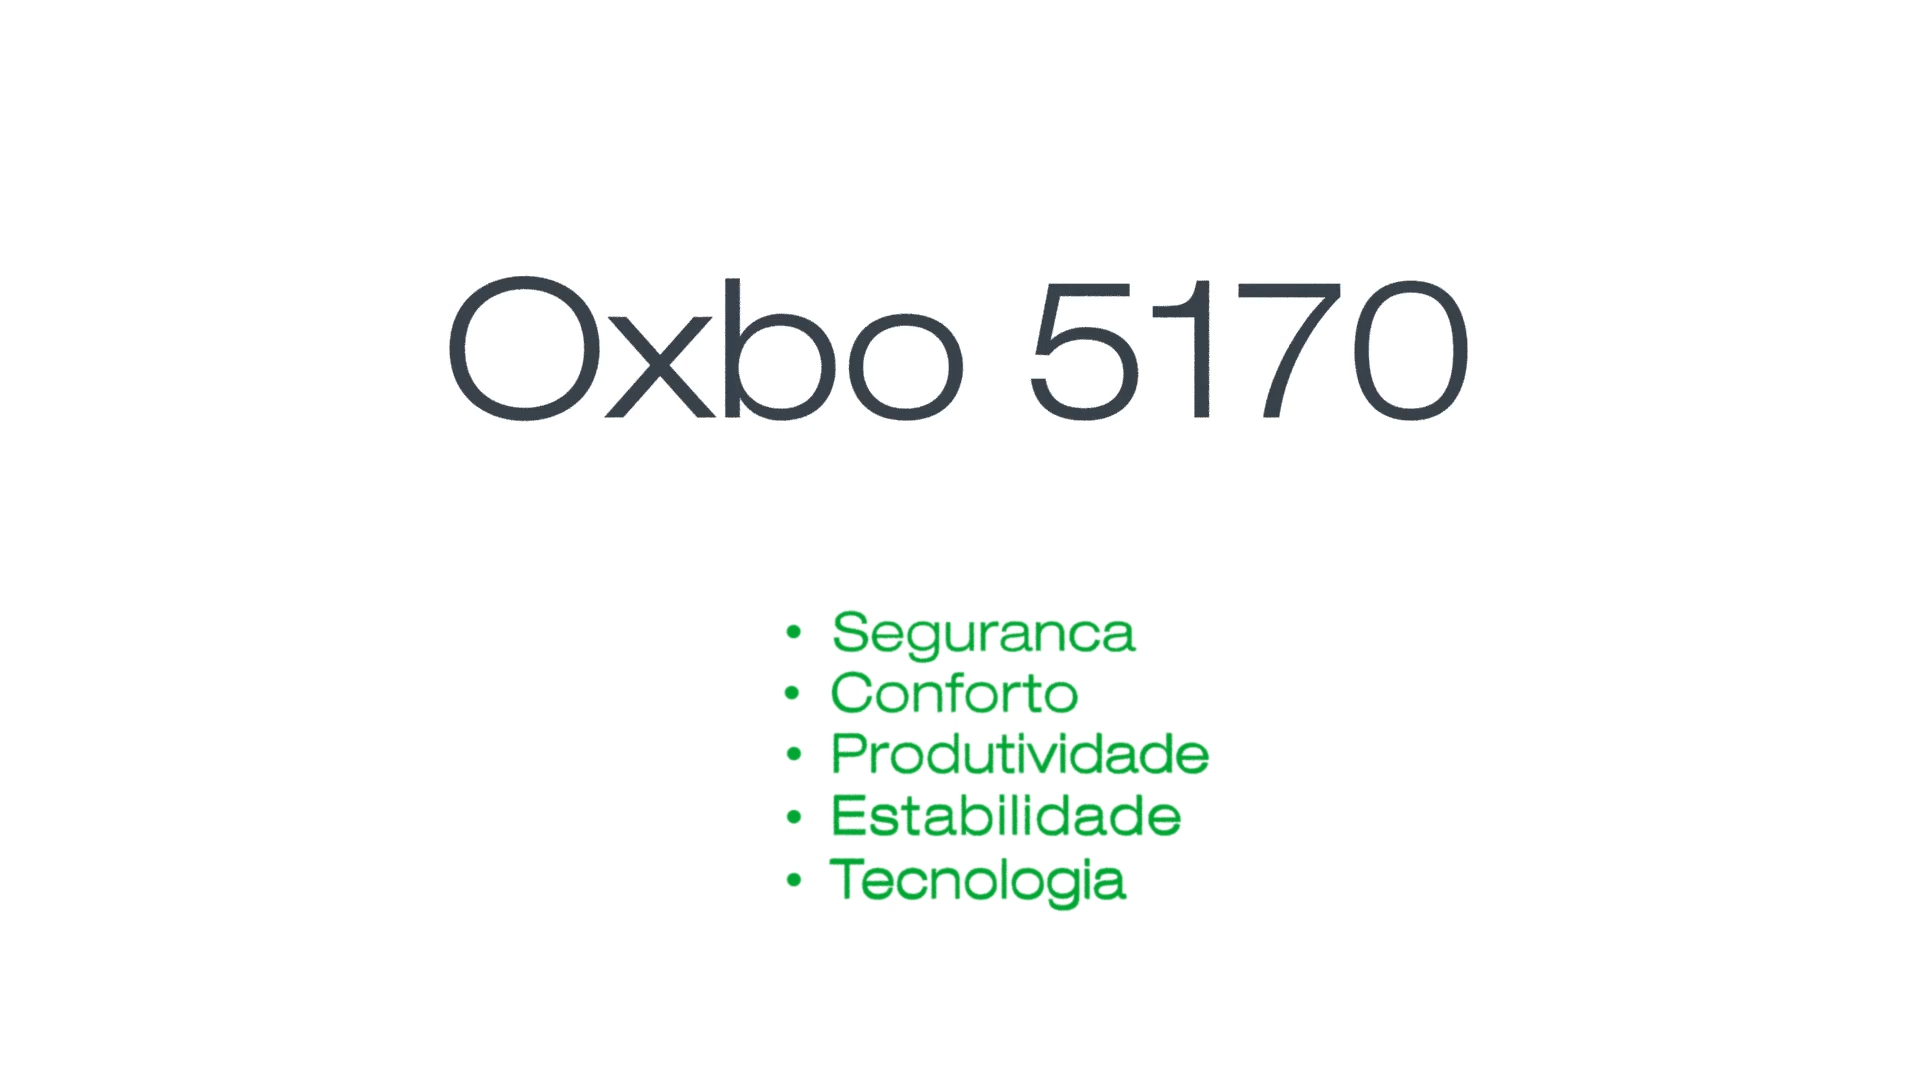 Oxbo 5170
• Seguranca
• Conforto
• Produtividade
• Estabilidade
• Tecnologia